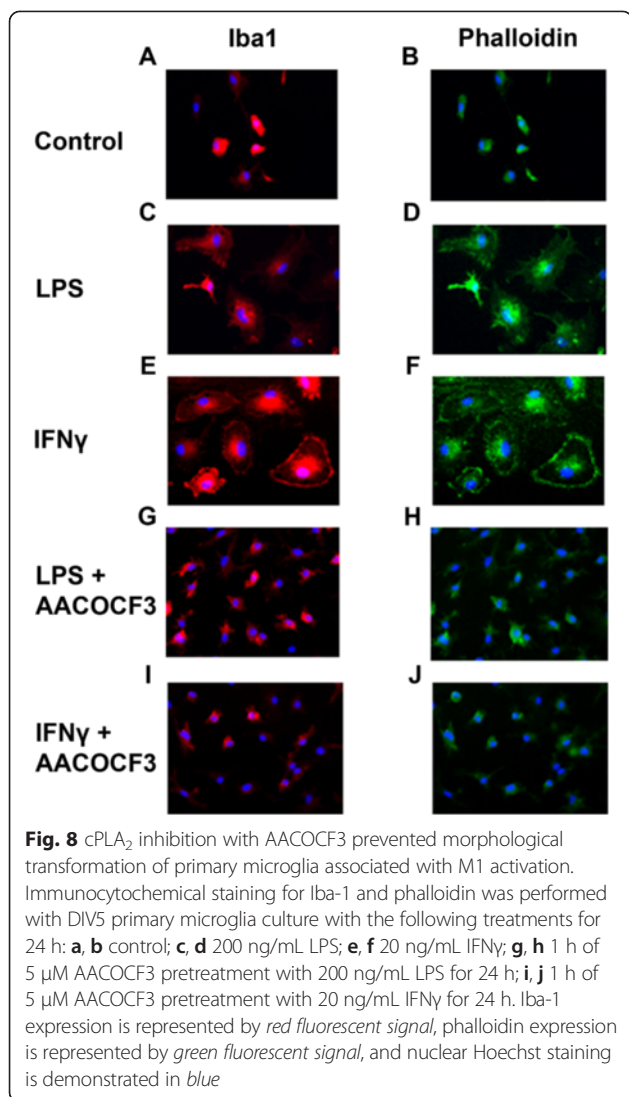 Iba1 Phalloidin
A B
Control
C D
LPS
E F
IFNγ
G H
LPS +
AACOCF3
I J
IFNγ +
AACOCF3
Fig. 8 cPLA₂ inhibition with AACOCF3 prevented morphological
transformation of primary microglia associated with M1 activation.
Immunocytochemical staining for Iba-1 and phalloidin was performed
with DIV5 primary microglia culture with the following treatments for
24 h: a, b control; c, d 200 ng/mL LPS; e, f 20 ng/mL IFNγ; g, h 1 h of
5 μM AACOCF3 pretreatment with 200 ng/mL LPS for 24 h; i, j 1 h of
5 μM AACOCF3 pretreatment with 20 ng/mL IFNγ for 24 h. Iba-1
expression is represented by red fluorescent signal, phalloidin expression
is represented by green fluorescent signal, and nuclear Hoechst staining
is demonstrated in blue